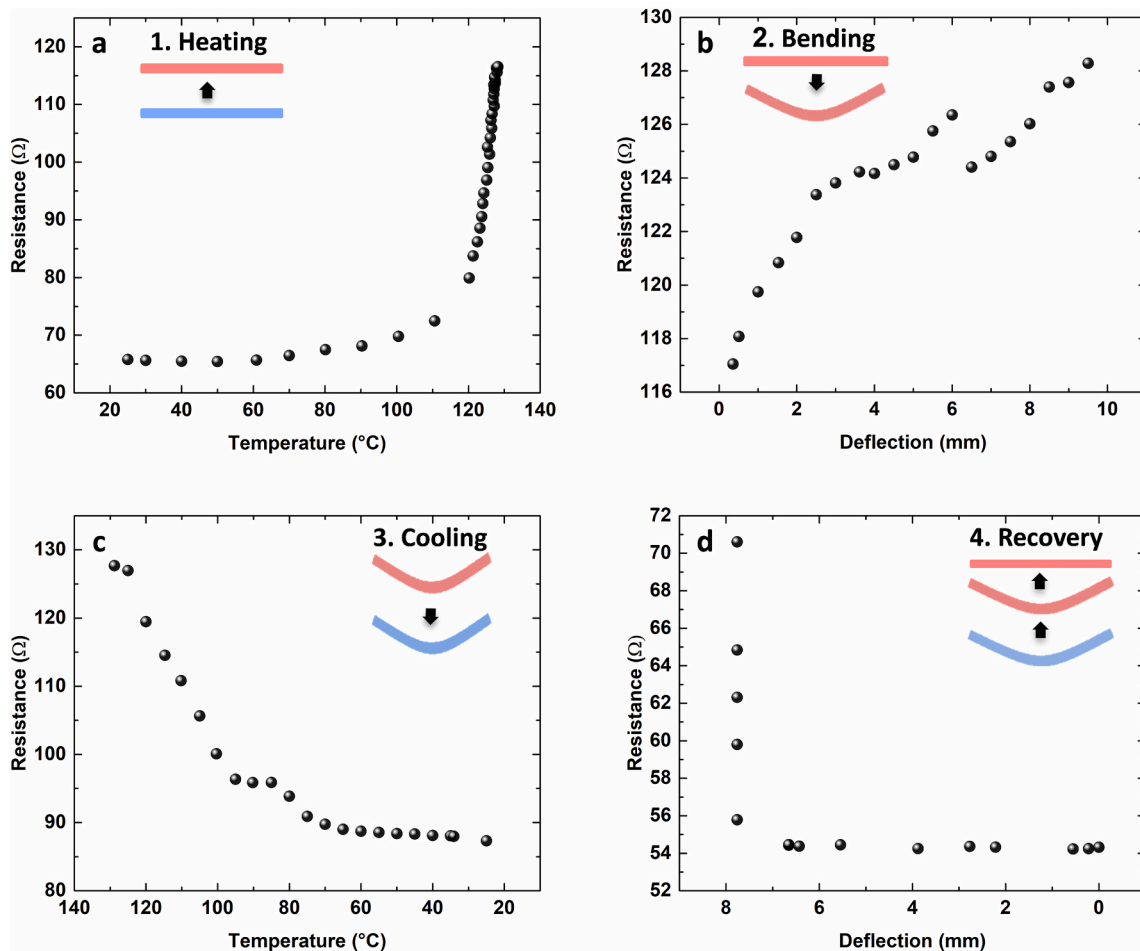 a
1. Heating
120
110
100
90
80
70
60
Resistance (Ω)
20 40 60 80 100 120 140
Temperature (°C)
b
2. Bending
130
128
126
124
122
120
118
116
Resistance (Ω)
0 2 4 6 8 10
Deflection (mm)
c
3. Cooling
130
120
110
100
90
80
Resistance (Ω)
140 120 100 80 60 40 20
Temperature (°C)
d
4. Recovery
72
70
68
66
64
62
60
58
56
54
52
Resistance (Ω)
8 6 4 2 0
Deflection (mm)